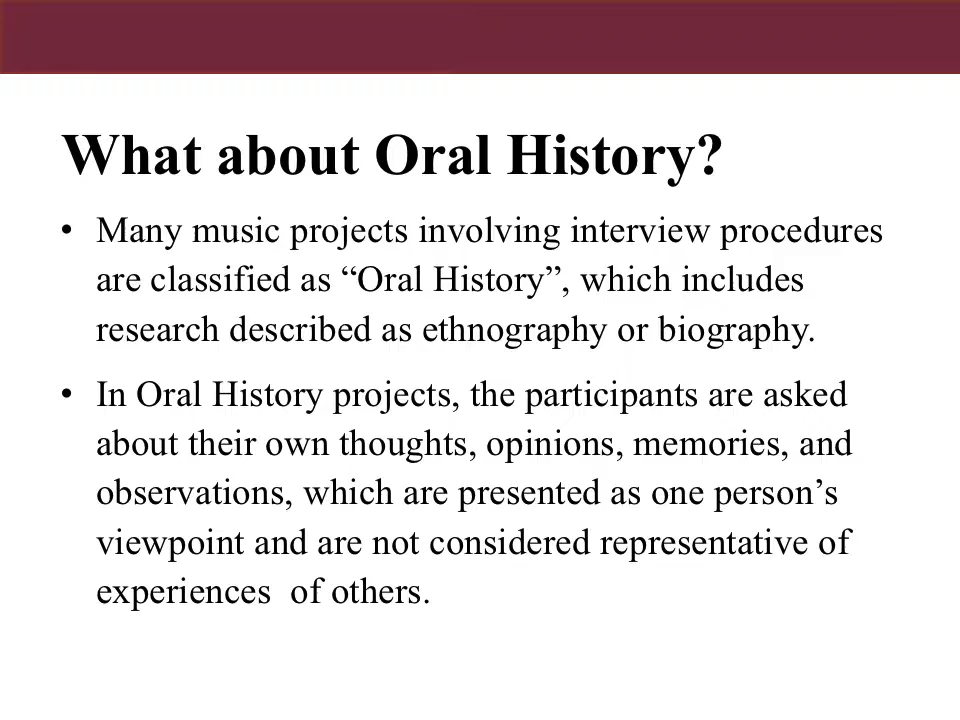 What about Oral History?
• Many music projects involving interview procedures
are classified as “Oral History”, which includes
research described as ethnography or biography.
• In Oral History projects, the participants are asked
about their own thoughts, opinions, memories, and
observations, which are presented as one person’s
viewpoint and are not considered representative of
experiences  of others.